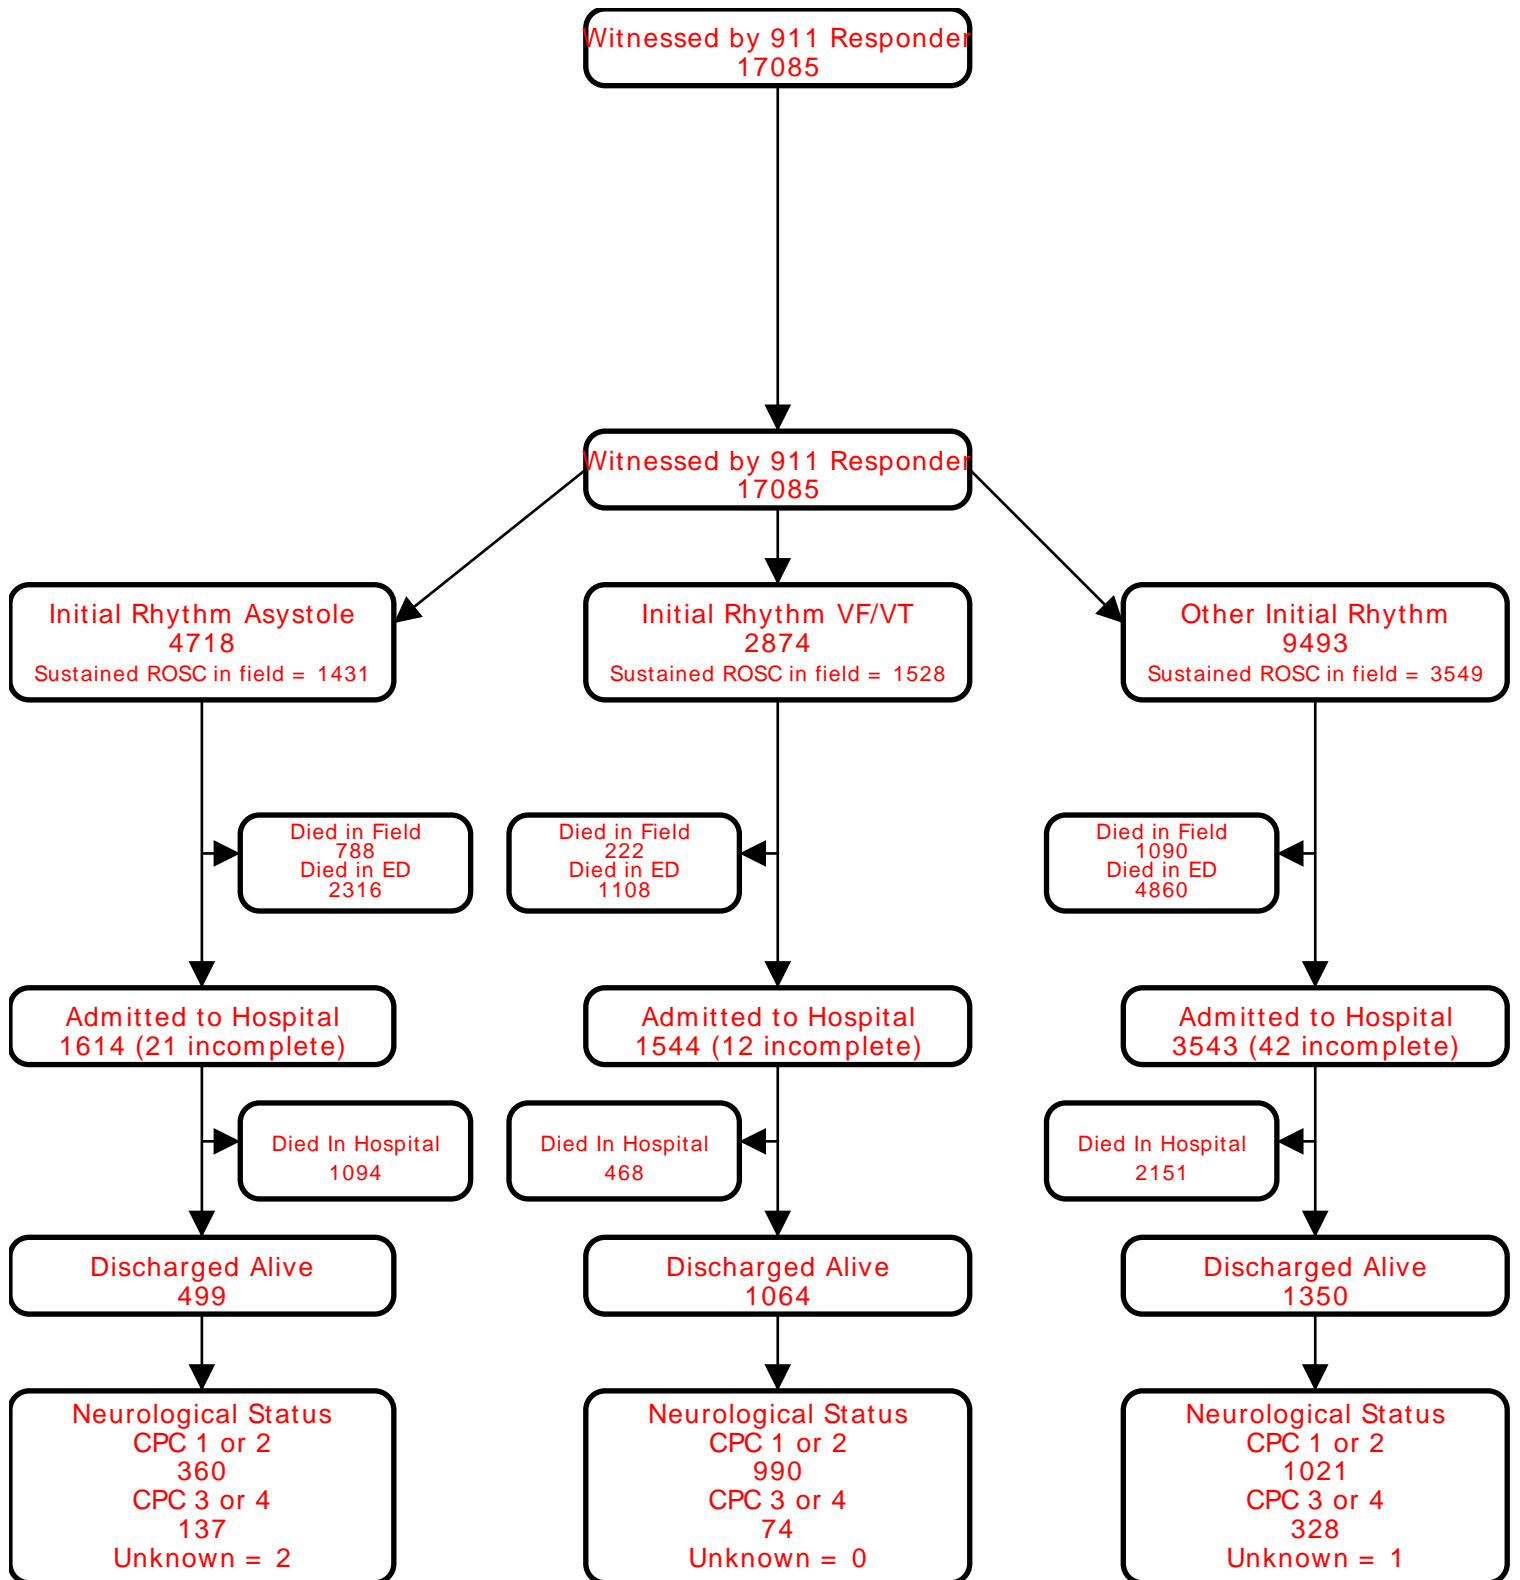 Witnessed by 911 Responder
17085
Witnessed by 911 Responder
17085
Initial Rhythm Asystole
4718
Sustained ROSC in field = 1431
Initial Rhythm VF/VT
2874
Sustained ROSC in field = 1528
Other Initial Rhythm
9493
Sustained ROSC in field = 3549
Died in Field
788
Died in ED
2316
Died in Field
222
Died in ED
1108
Died in Field
1090
Died in ED
4860
Admitted to Hospital
1614 (21 incomplete)
Admitted to Hospital
1544 (12 incomplete)
Admitted to Hospital
3543 (42 incomplete)
Died In Hospital
1094
Died In Hospital
468
Died In Hospital
2151
Discharged Alive
499
Discharged Alive
1064
Discharged Alive
1350
Neurological Status
CPC 1 or 2
360
CPC 3 or 4
137
Unknown = 2
Neurological Status
CPC 1 or 2
990
CPC 3 or 4
74
Unknown = 0
Neurological Status
CPC 1 or 2
1021
CPC 3 or 4
328
Unknown = 1